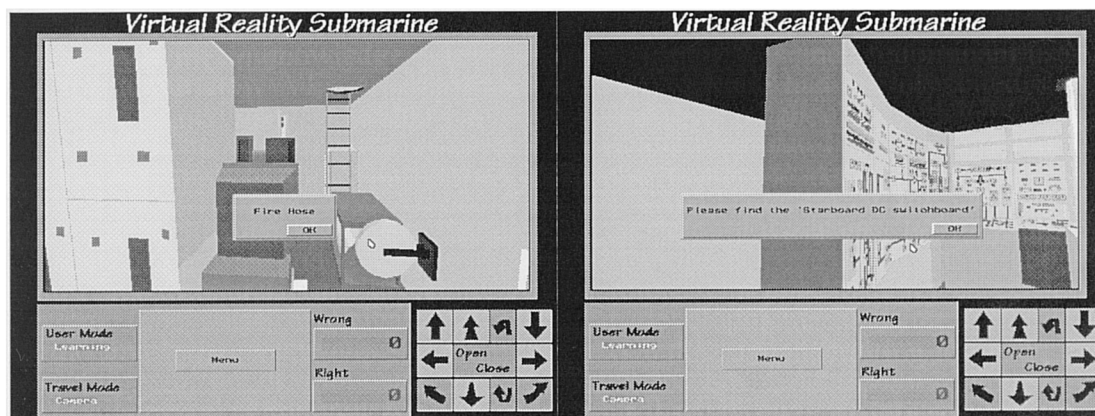 Virtual Reality Submarine
Fire Hose
OK
User Mode
Learning
Travel Mode
Camera
Menu
Wrong
0
Right
0
Open
Close
Virtual Reality Submarine
Please find the 'Starboard DC switchboard'
OK
User Mode
Learning
Travel Mode
Camera
Menu
Wrong
0
Right
0
Open
Close